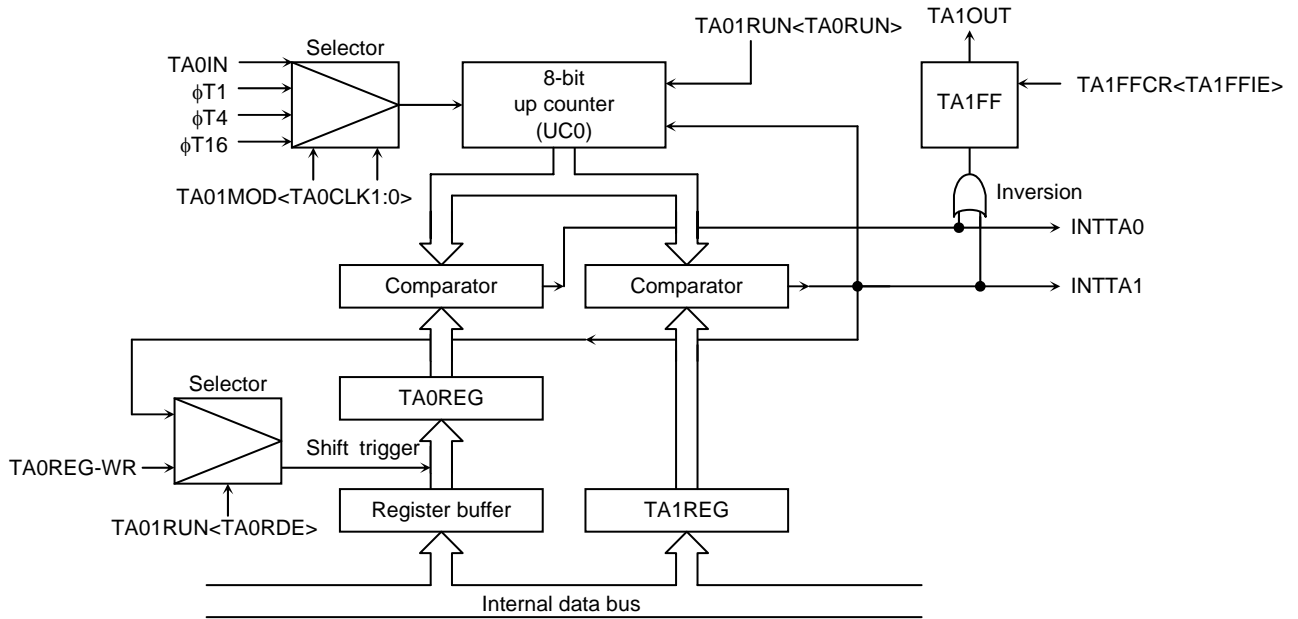 TA1OUT
TA01RUN<TA0RUN>
Selector
TA0IN
ϕT1
ϕT4
ϕT16
8-bit
up counter
(UC0)
TA1FF
TA1FFCR<TA1FFIE>
TA01MOD<TA0CLK1:0>
Inversion
INTTA0
Comparator
Comparator
INTTA1
Selector
TA0REG
Shift trigger
TA0REG-WR
Register buffer
TA1REG
TA01RUN<TA0RDE>
Internal data bus